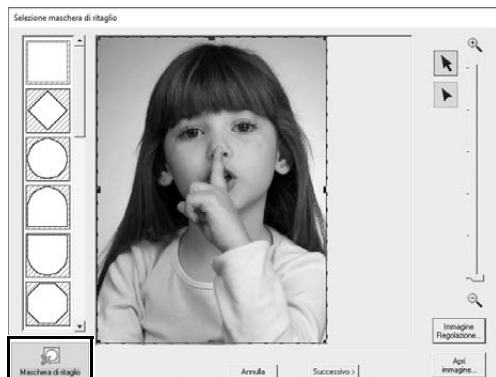 Selezione maschera di ritaglio
Immagine
Regolazione...
Maschera di ritaglio
Annulla
Successivo >
Apri
immagine...